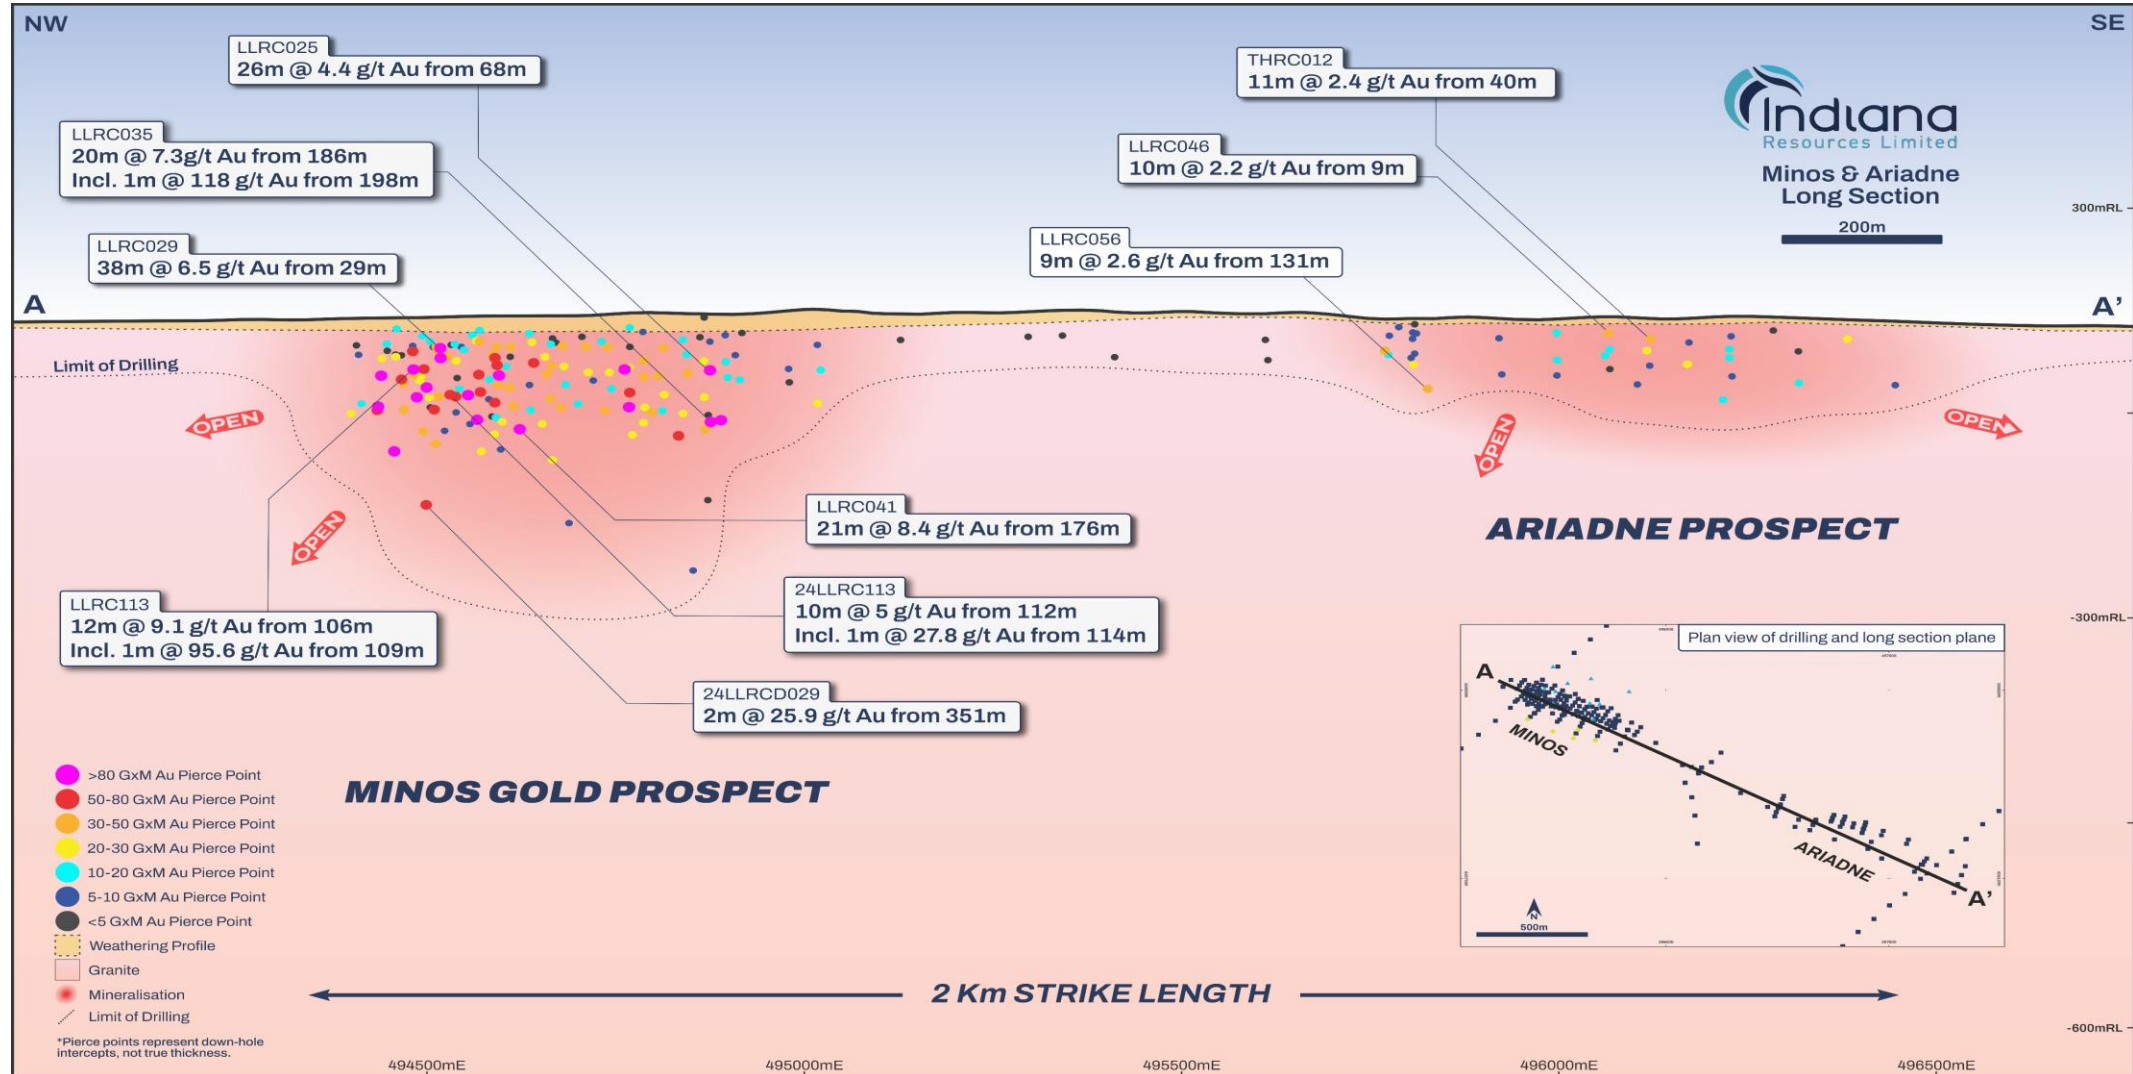 NW
SE
LLRC025
26m @ 4.4 g/t Au from 68m
THRC012
11m @ 2.4 g/t Au from 40m
Indiana
Resources Limited
Minos & Ariadne
Long Section
200m
LLRC035
20m @ 7.3g/t Au from 186m
Incl. 1m @ 118 g/t Au from 198m
LLRC046
10m @ 2.2 g/t Au from 9m
300mRL
LLRC029
38m @ 6.5 g/t Au from 29m
LLRC056
9m @ 2.6 g/t Au from 131m
A
A’
Limit of Drilling
OPEN
OPEN
OPEN
OPEN
LLRC041
21m @ 8.4 g/t Au from 176m
ARIADNE PROSPECT
LLRC113
12m @ 9.1 g/t Au from 106m
Incl. 1m @ 95.6 g/t Au from 109m
24LLRC113
10m @ 5 g/t Au from 112m
Incl. 1m @ 27.8 g/t Au from 114m
-300mRL
24LLRCD029
2m @ 25.9 g/t Au from 351m
Plan view of drilling and long section plane
A
MINOS
ARIADNE
A’
N
500m
MINOS GOLD PROSPECT
>80 GxM Au Pierce Point
50-80 GxM Au Pierce Point
30-50 GxM Au Pierce Point
20-30 GxM Au Pierce Point
10-20 GxM Au Pierce Point
5-10 GxM Au Pierce Point
<5 GxM Au Pierce Point
Weathering Profile
Granite
Mineralisation
Limit of Drilling
*Pierce points represent down-hole
intercepts, not true thickness.
2 Km STRIKE LENGTH
-600mRL
494500mE
495000mE
495500mE
496000mE
496500mE